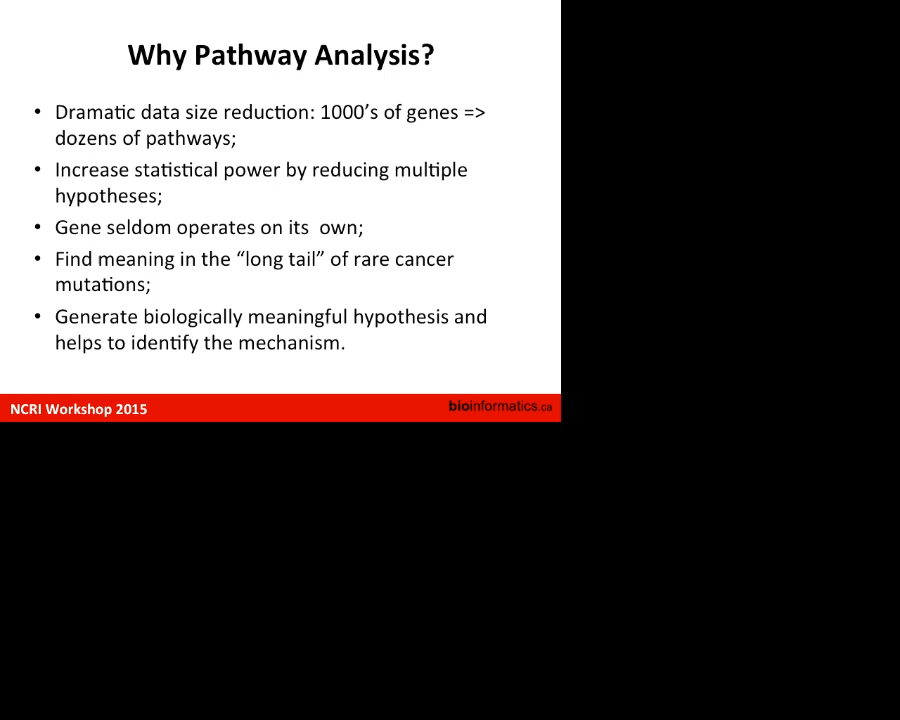 Why Pathway Analysis?
• Dramatic data size reduction: 1000’s of genes =>
dozens of pathways;
• Increase statistical power by reducing multiple
hypotheses;
• Gene seldom operates on its  own;
• Find meaning in the “long tail” of rare cancer
mutations;
• Generate biologically meaningful hypothesis and
helps to identify the mechanism.
NCRI Workshop 2015
bioinformatics.ca